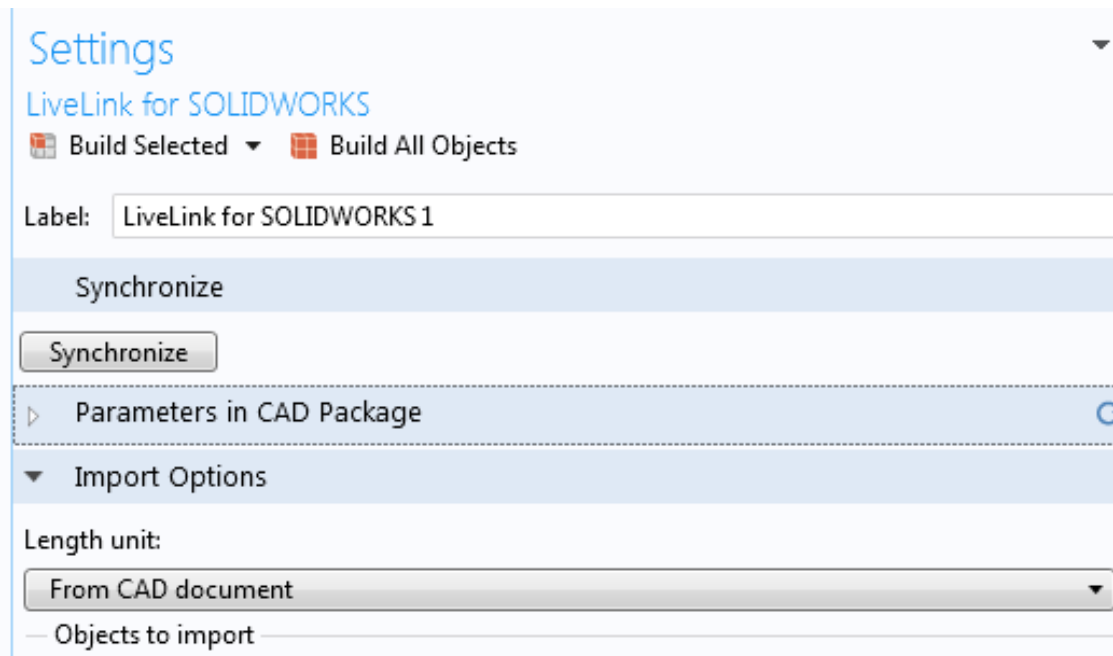 Settings
LiveLink for SOLIDWORKS
Build Selected Build All Objects
Label: LiveLink for SOLIDWORKS 1
Synchronize
Synchronize
Parameters in CAD Package
Import Options
Length unit:
From CAD document
Objects to import